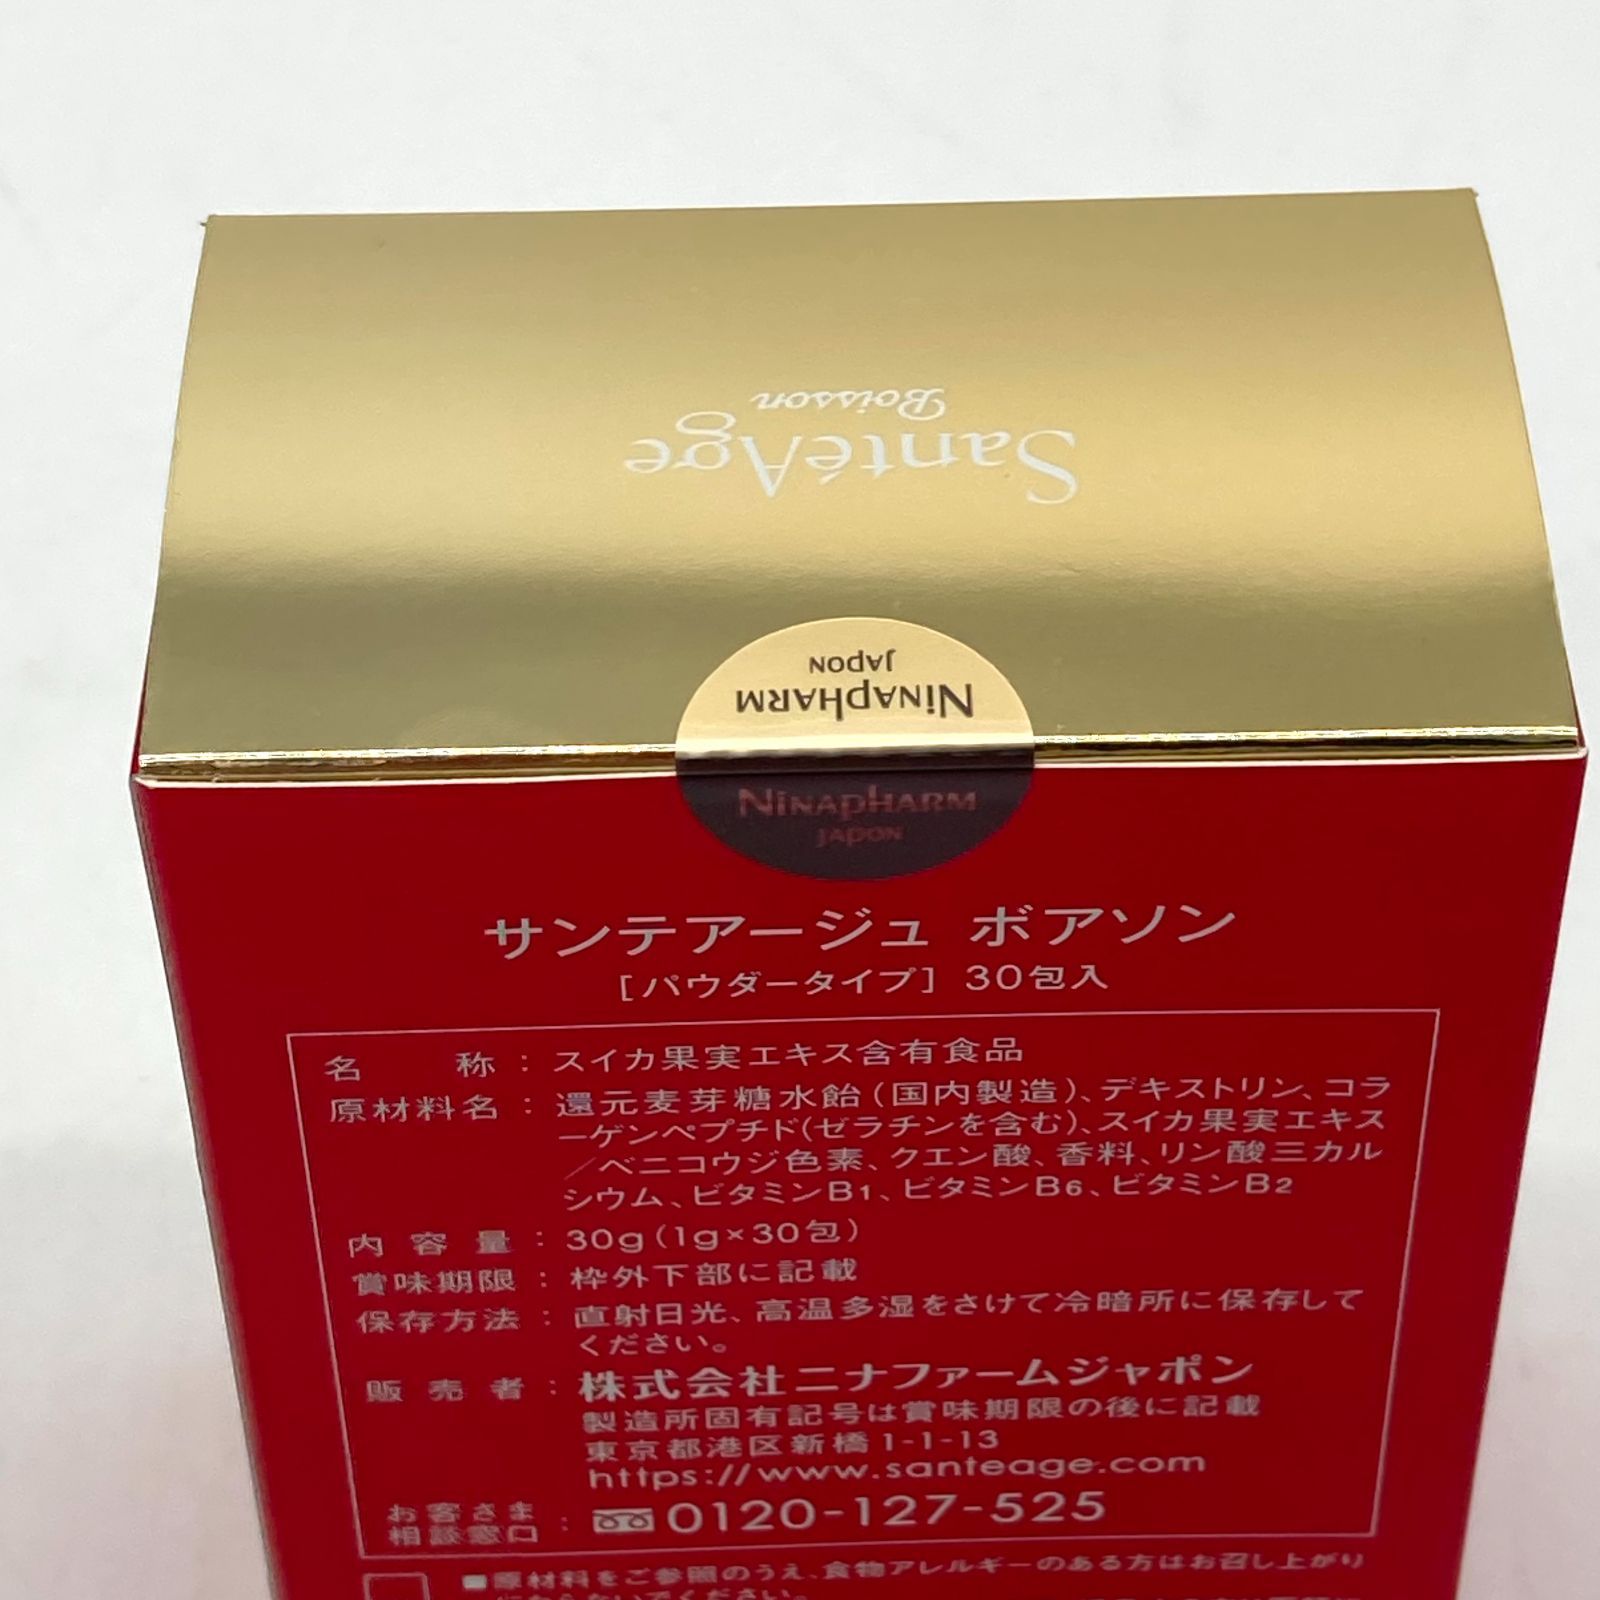 Boisson
SantéAge
JAPON
NiNAPHARM
NiNAPHARM
JAPON
サンテアージュ ボアソン
[パウダータイプ] 30包入
名称：スイカ果実エキス含有食品
原材料名：還元麦芽糖水飴(国内製造)、デキストリン、コラ
ーゲンペプチド(ゼラチンを含む)、スイカ果実エキス
／ベニコウジ色素、クエン酸、香料、リン酸三カル
シウム、ビタミンB1、ビタミンB6、ビタミンB2
内容量：30g(1g×30包)
賞味期限：枠外下部に記載
保存方法：直射日光、高温多湿をさけて冷暗所に保存して
ください。
販売者：株式会社ニナファームジャポン
製造所固有記号は賞味期限の後に記載
東京都港区新橋1-1-13
https://www.santeage.com
お客さま
相談窓口：0120-127-525
■原材料をご参照のうえ、食物アレルギーのある方はお召し上がり